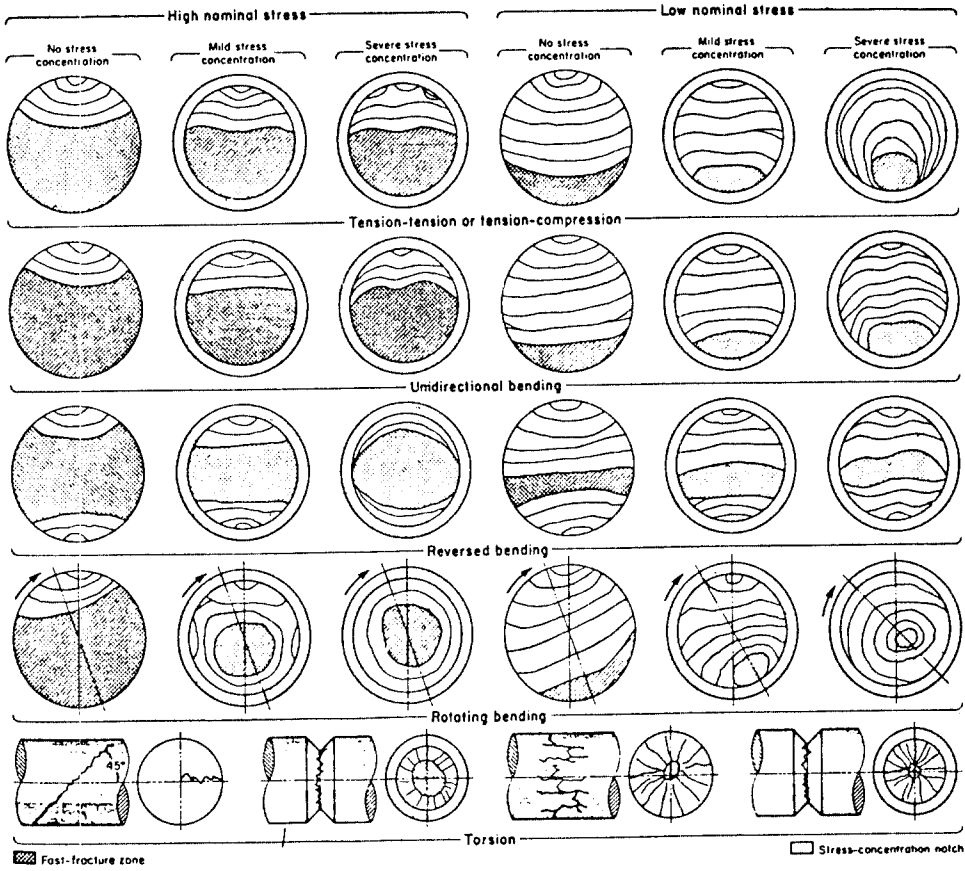 High nominal stress
Low nominal stress
No stress concentration
Mild stress concentration
Severe stress concentration
No stress concentration
Mild stress concentration
Severe stress concentration
Tension-tension or tension-compression
Unidirectional bending
Reversed bending
Rotating bending
45°
Torsion
Fast-fracture zone
Stress-concentration notch